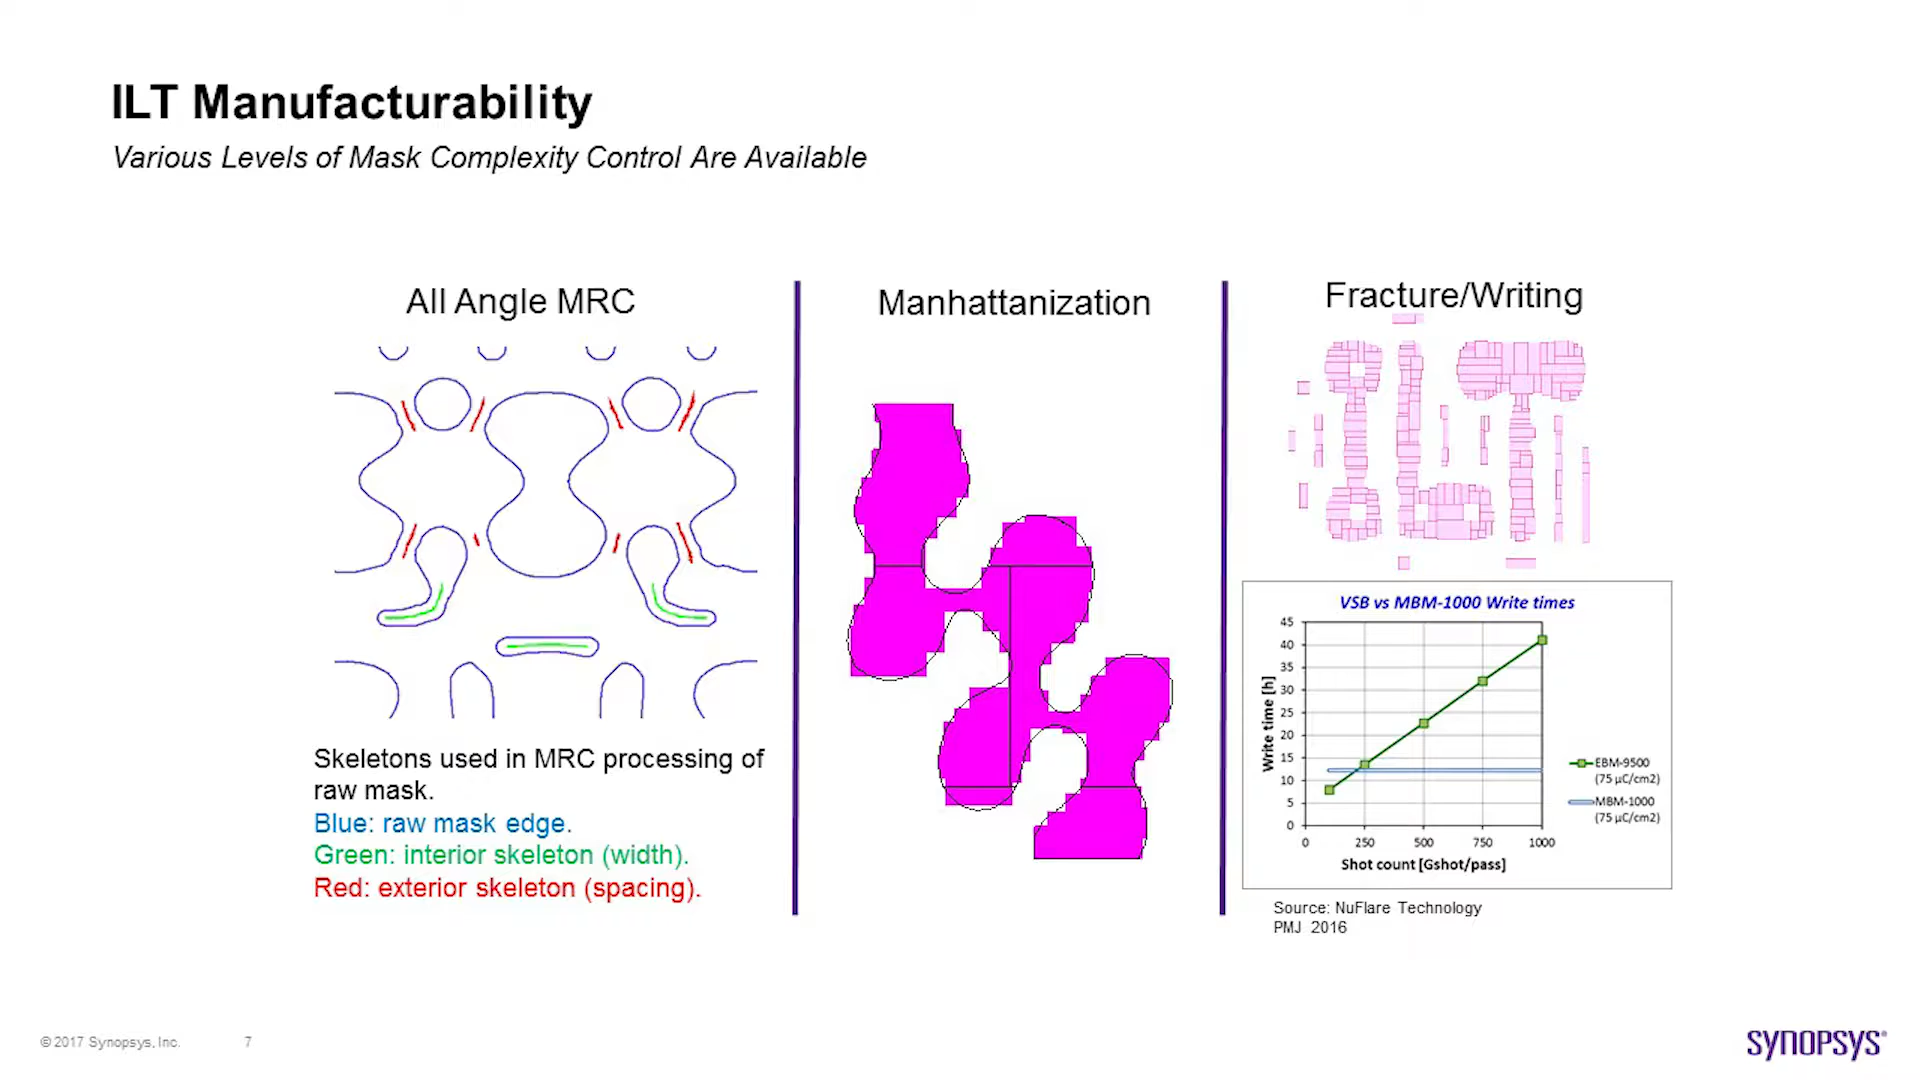 ILT Manufacturability
Various Levels of Mask Complexity Control Are Available
All Angle MRC
Skeletons used in MRC processing of
raw mask.
Blue: raw mask edge.
Green: interior skeleton (width).
Red: exterior skeleton (spacing).
Manhattanization
Fracture/Writing
VSB vs MBM-1000 Write times
Write time [h]
45
40
35
30
25
20
15
10
5
0
0 250 500 750 1000
Shot count [Gshot/pass]
EBM-9500
(75 µC/cm2)
MBM-1000
(75 µC/cm2)
Source: NuFlare Technology
PMJ 2016
© 2017 Synopsys, Inc. 7
SYNOPSYS®